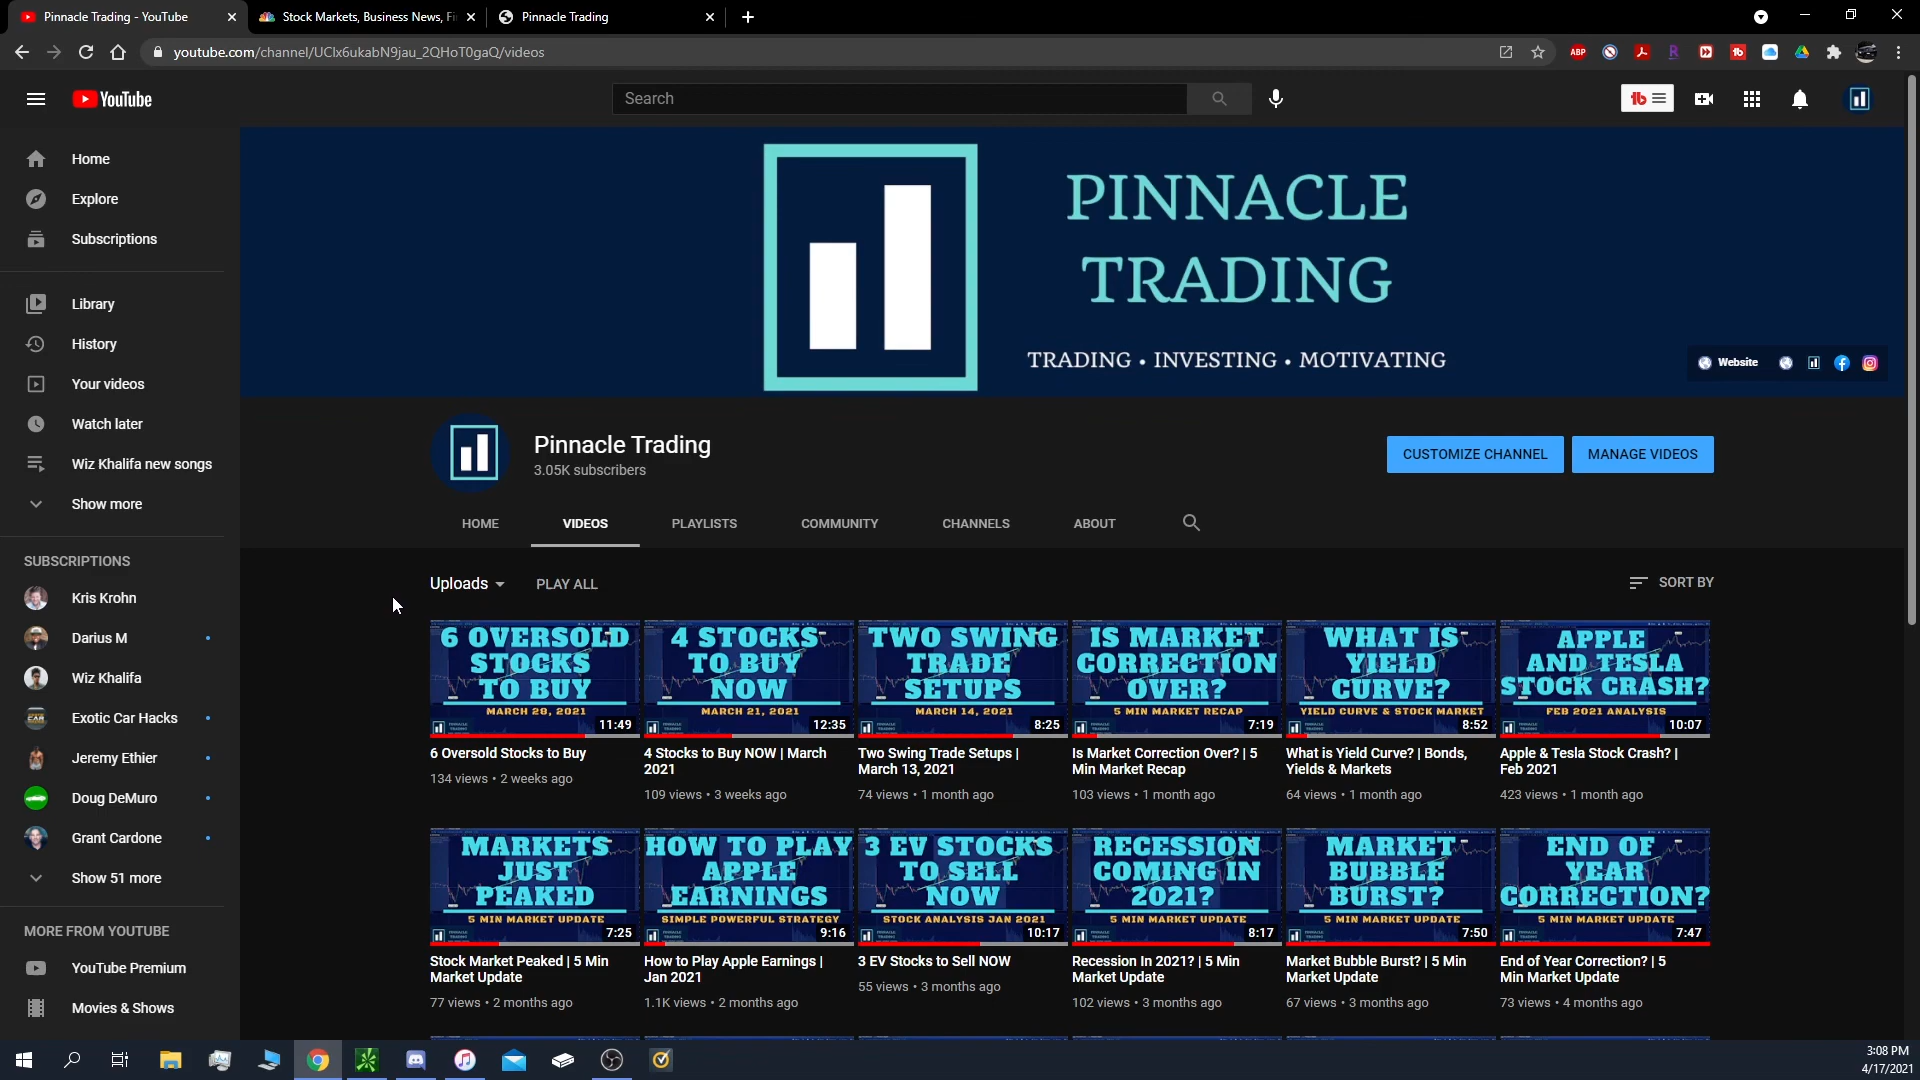 Pinnacle Trading - YouTube
Stock Markets, Business News, Fi
Pinnacle Trading
youtube.com/channel/UClx6ukabN9jau_2QHoT0gaQ/videos
ABP
YouTube
Search
Home
Explore
Subscriptions
Library
History
Your videos
Watch later
Wiz Khalifa new songs
Show more
SUBSCRIPTIONS
Kris Krohn
Darius M
Wiz Khalifa
Exotic Car Hacks
Jeremy Ethier
Doug DeMuro
Grant Cardone
Show 51 more
MORE FROM YOUTUBE
YouTube Premium
Movies & Shows
PINNACLE
TRADING
TRADING • INVESTING • MOTIVATING
Website
Pinnacle Trading
3.05K subscribers
CUSTOMIZE CHANNEL
MANAGE VIDEOS
HOME
VIDEOS
PLAYLISTS
COMMUNITY
CHANNELS
ABOUT
Uploads
PLAY ALL
SORT BY
6 OVERSOLD
STOCKS
TO BUY
MARCH 28, 2021
11:49
6 Oversold Stocks to Buy
134 views • 2 weeks ago
4 STOCKS
TO BUY
NOW
MARCH 21, 2021
12:35
4 Stocks to Buy NOW | March
2021
109 views • 3 weeks ago
TWO SWING
TRADE
SETUPS
MARCH 14, 2021
8:25
Two Swing Trade Setups |
March 13, 2021
74 views • 1 month ago
IS MARKET
CORRECTION
OVER?
5 MIN MARKET RECAP
7:19
Is Market Correction Over? | 5
Min Market Recap
103 views • 1 month ago
WHAT IS
YIELD
CURVE?
YIELD CURVE & STOCK MARKET
8:52
What is Yield Curve? | Bonds,
Yields & Markets
64 views • 1 month ago
APPLE
AND TESLA
STOCK CRASH?
FEB 2021 ANALYSIS
10:07
Apple & Tesla Stock Crash? |
Feb 2021
423 views • 1 month ago
MARKETS
JUST
PEAKED
5 MIN MARKET UPDATE
7:25
Stock Market Peaked | 5 Min
Market Update
77 views • 2 months ago
HOW TO PLAY
APPLE
EARNINGS
SIMPLE POWERFUL STRATEGY
9:16
How to Play Apple Earnings |
Jan 2021
1.1K views • 2 months ago
3 EV STOCKS
TO SELL
NOW
STOCK ANALYSIS JAN 2021
10:17
3 EV Stocks to Sell NOW
55 views • 3 months ago
RECESSION
COMING IN
2021?
5 MIN MARKET UPDATE
8:17
Recession In 2021? | 5 Min
Market Update
102 views • 3 months ago
MARKET
BUBBLE
BURST?
5 MIN MARKET UPDATE
7:50
Market Bubble Burst? | 5 Min
Market Update
67 views • 3 months ago
END OF
YEAR
CORRECTION?
5 MIN MARKET UPDATE
7:47
End of Year Correction? | 5
Min Market Update
73 views • 4 months ago
3:08 PM
4/17/2021